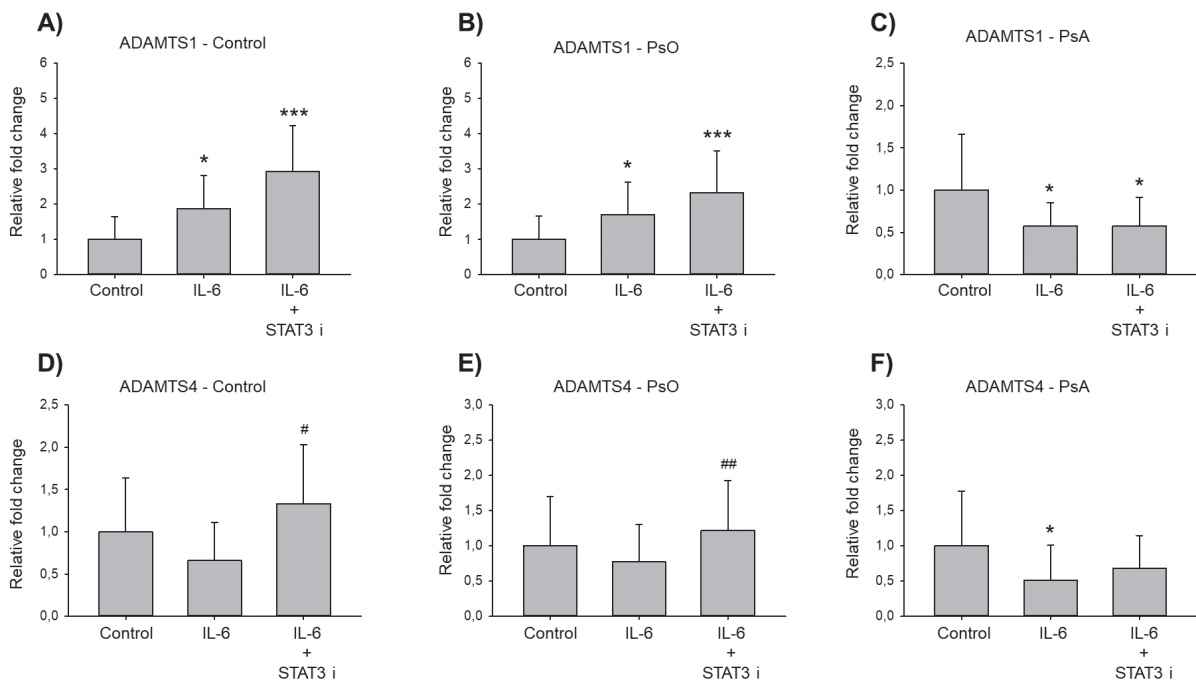 A)
ADAMTS1 - Control
Relative fold change
6
5
4
3
2
1
0
*
***
Control
IL-6
IL-6
+
STAT3 i
B)
ADAMTS1 - PsO
Relative fold change
6
5
4
3
2
1
0
*
***
Control
IL-6
IL-6
+
STAT3 i
C)
ADAMTS1 - PsA
Relative fold change
2,5
2,0
1,5
1,0
0,5
0,0
*
*
Control
IL-6
IL-6
+
STAT3 i
D)
ADAMTS4 - Control
Relative fold change
2,5
2,0
1,5
1,0
0,5
0,0
#
Control
IL-6
IL-6
+
STAT3 i
E)
ADAMTS4 - PsO
Relative fold change
3,0
2,5
2,0
1,5
1,0
0,5
0,0
##
Control
IL-6
IL-6
+
STAT3 i
F)
ADAMTS4 - PsA
Relative fold change
3,0
2,5
2,0
1,5
1,0
0,5
0,0
*
Control
IL-6
IL-6
+
STAT3 i